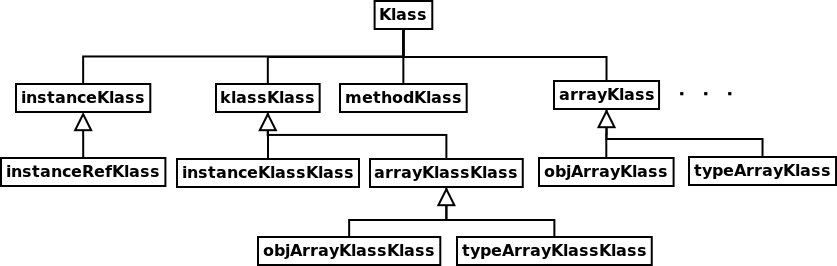 Klass
instanceKlass
klassKlass
methodKlass
arrayKlass
. . .
instanceRefKlass
instanceKlassKlass
arrayKlassKlass
objArrayKlass
typeArrayKlass
objArrayKlassKlass
typeArrayKlassKlass